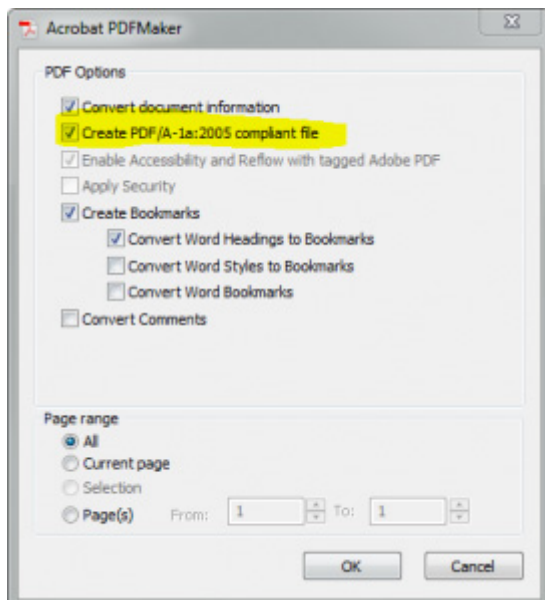 Acrobat PDFMaker
PDF Options
Convert document information
Create PDF/A-1a:2005 compliant file
Enable Accessibility and Reflow with tagged Adobe PDF
Apply Security
Create Bookmarks
Convert Word Headings to Bookmarks
Convert Word Styles to Bookmarks
Convert Word Bookmarks
Convert Comments
Page range
All
Current page
Selection
Page(s) From: 1 To: 1
OK Cancel